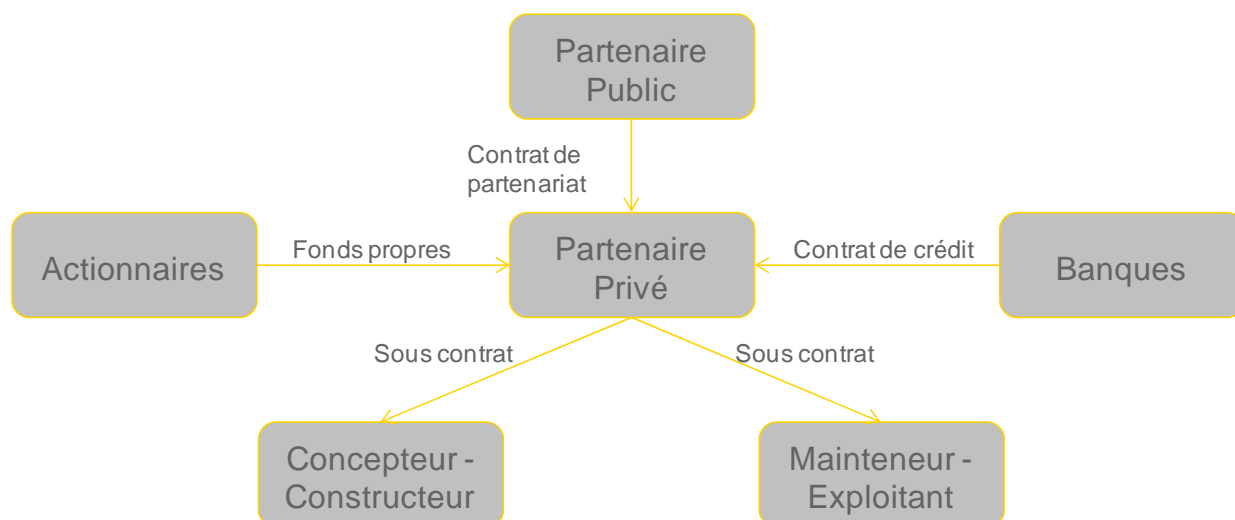 Partenaire
Public
Contrat de
partenariat
Actionnaires
Fonds propres
Partenaire
Privé
Contrat de crédit
Banques
Sous contrat
Sous contrat
Concepteur -
Constructeur
Mainteneur -
Exploitant